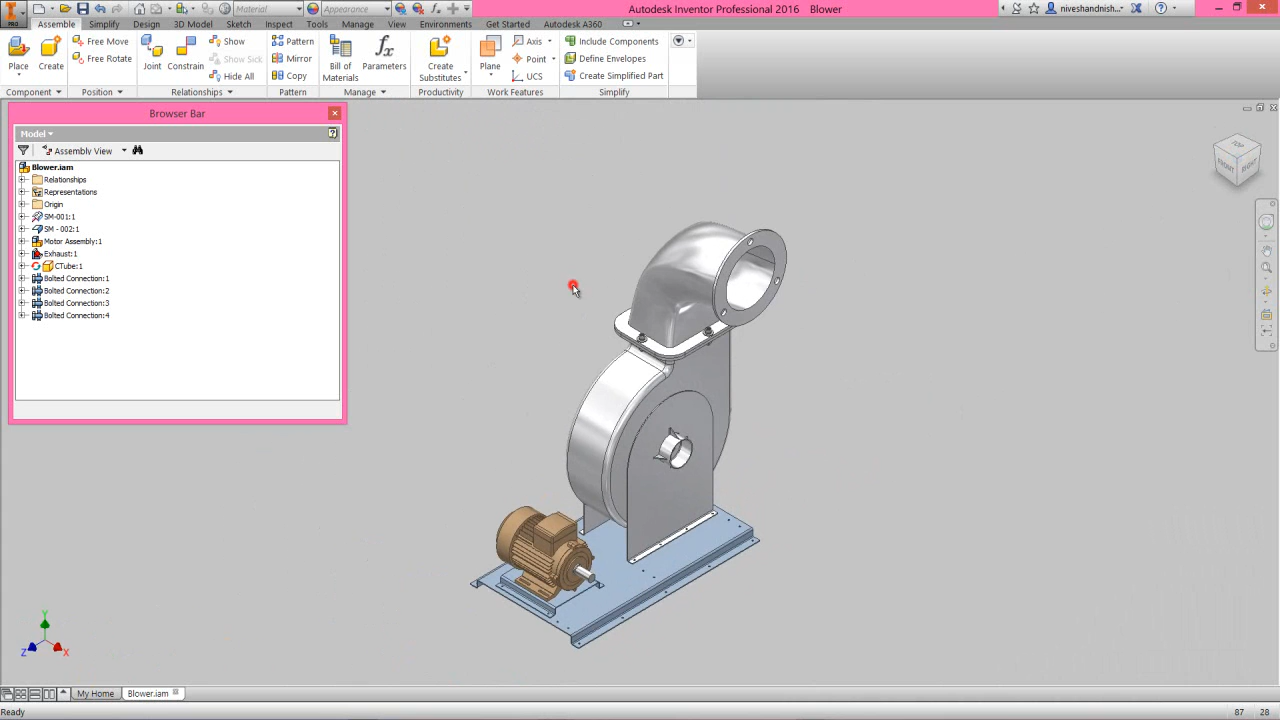 Material
Appearance
Autodesk Inventor Professional 2016 Blower
niveshandnish...
PRO
Assemble Simplify Design 3D Model Sketch Inspect Tools Manage View Environments Get Started Autodesk A360
Place
Create
Free Move
Free Rotate
Joint
Constrain
Show
Show Sick
Hide All
Pattern
Mirror
Copy
Bill of Materials
Parameters
Create Substitutes
Plane
Axis
Point
UCS
Include Components
Define Envelopes
Create Simplified Part
Component Position Relationships Pattern Manage Productivity Work Features Simplify
Browser Bar
Model
Assembly View
Blower.iam
Relationships
Representations
Origin
SM-001:1
SM - 002:1
Motor Assembly:1
Exhaust:1
CTube:1
Bolted Connection:1
Bolted Connection:2
Bolted Connection:3
Bolted Connection:4
TOP
FRONT
RIGHT
Y
Z
X
My Home Blower.iam
Ready 87 28